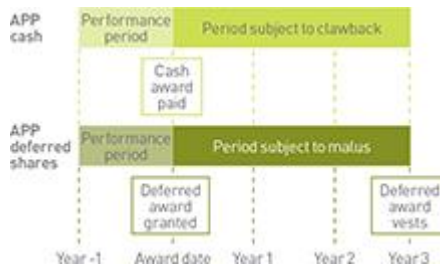 APP
cash
Performance
period
Period subject to clawback
Cash
award
paid
APP
deferred
shares
Performance
period
Period subject to malus
Deferred
award
granted
Deferred
award
vests
Year -1
Award date
Year 1
Year 2
Year 3